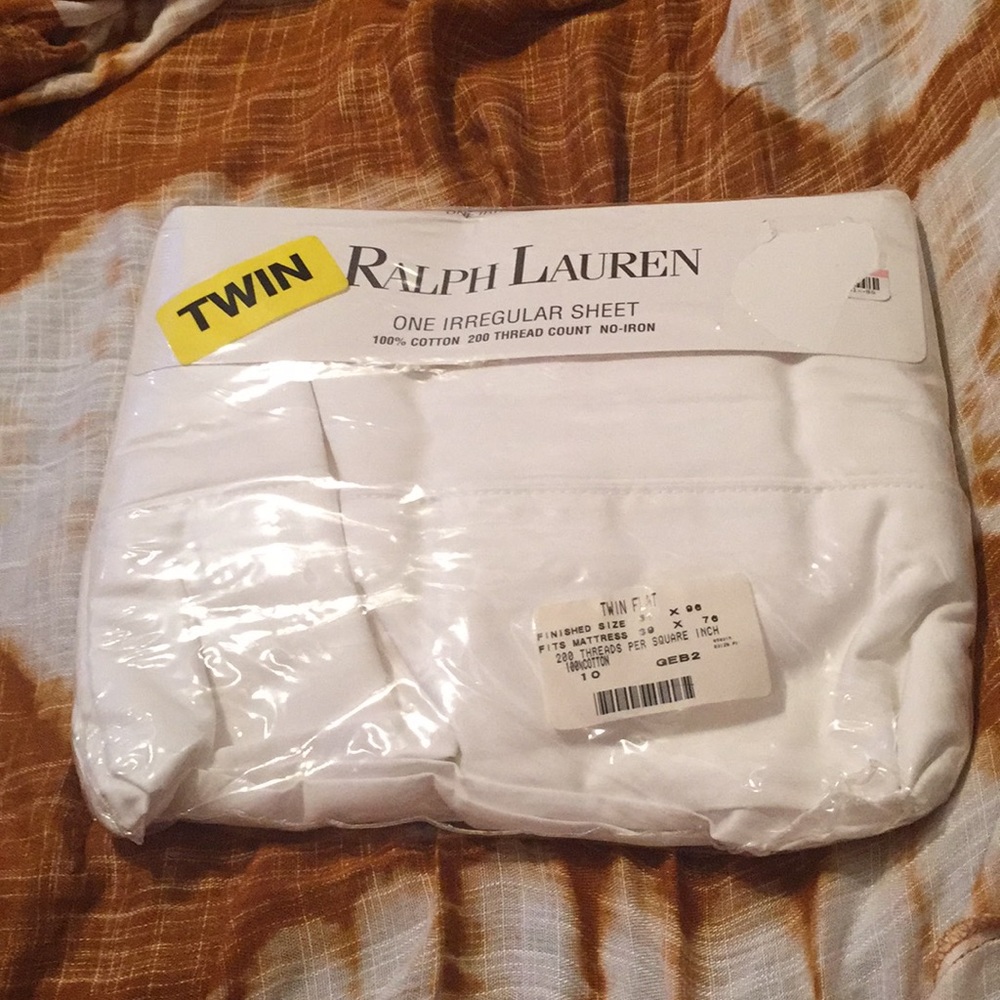 TWIN
RALPH LAUREN
ONE IRREGULAR SHEET
100% COTTON 200 THREAD COUNT NO-IRON
TWIN FLAT
FINISHED SIZE X 96
FITS MATTRESS 39 X 76
200 THREADS PER SQUARE INCH
100%COTTON GEB2
10